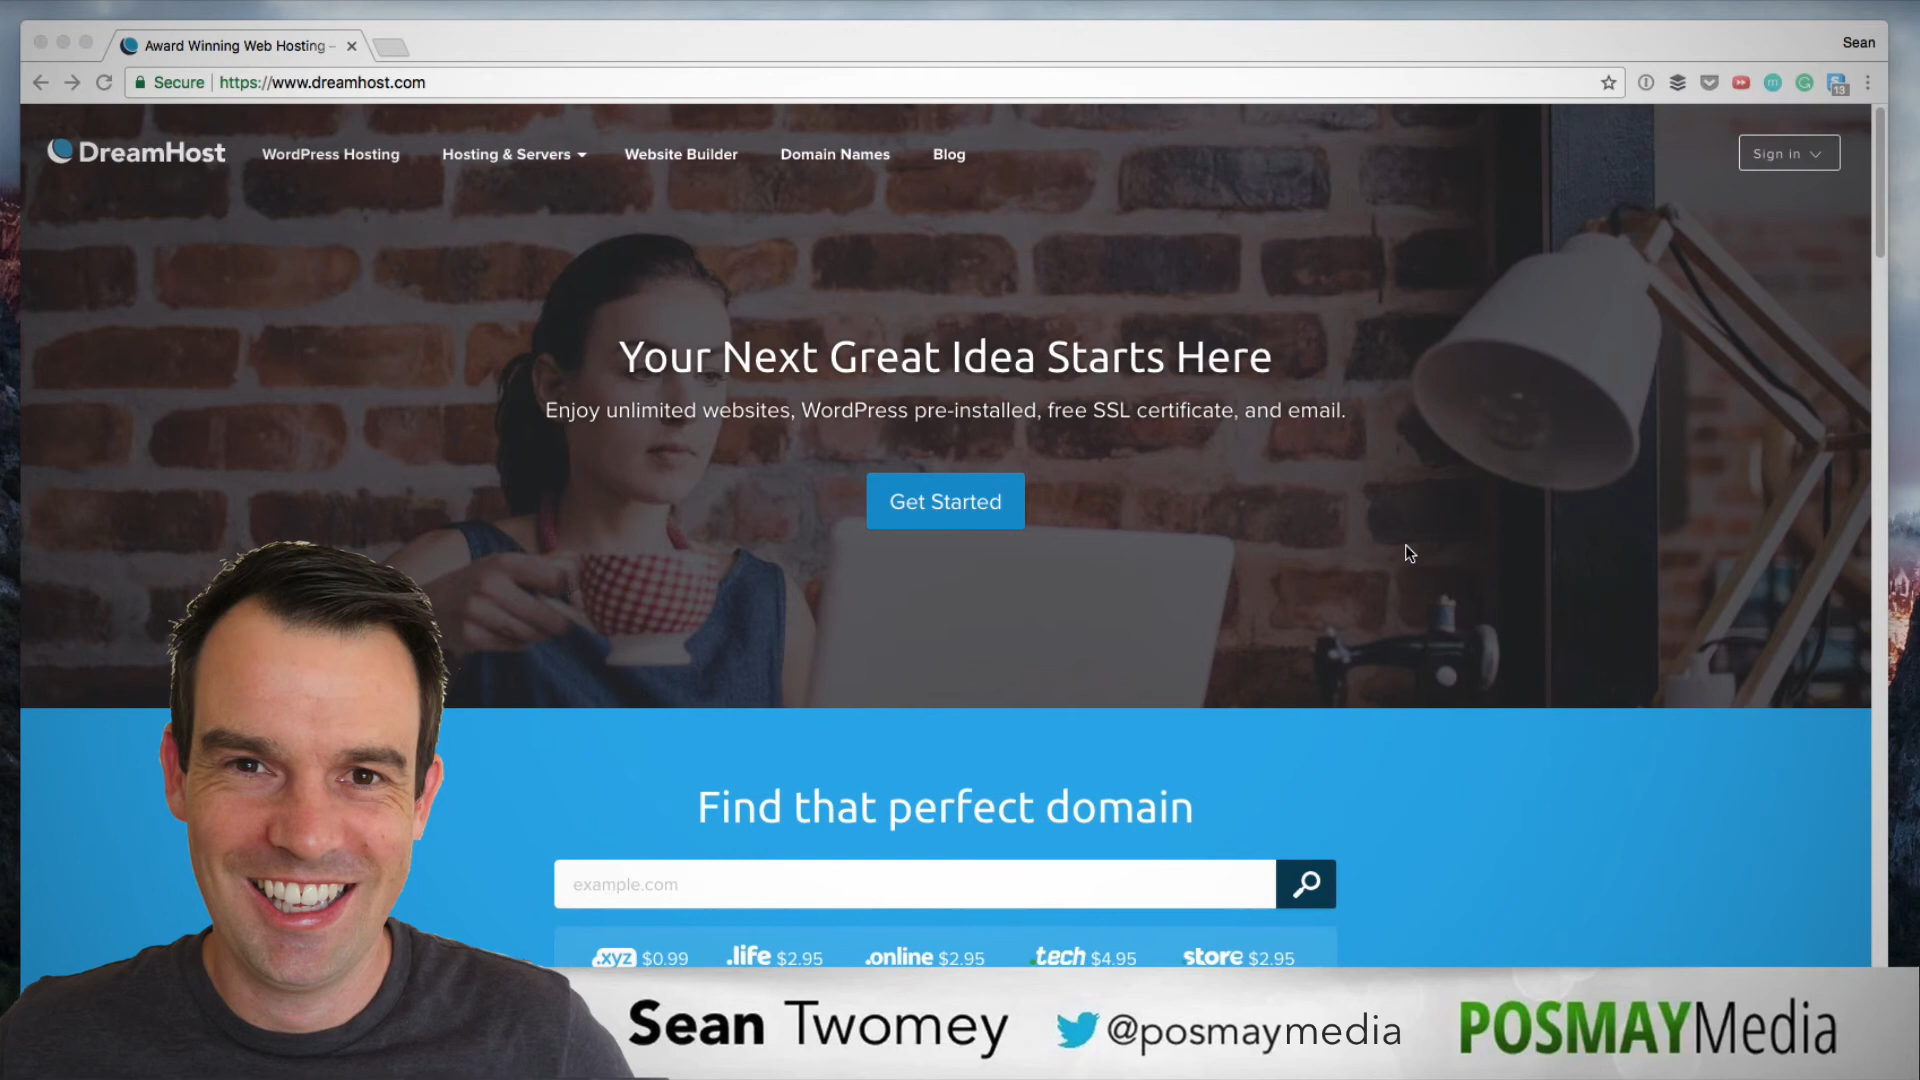 Award Winning Web Hosting –
Sean
Secure https://www.dreamhost.com
13
DreamHost WordPress Hosting Hosting & Servers Website Builder Domain Names Blog Sign in
Your Next Great Idea Starts Here
Enjoy unlimited websites, WordPress pre-installed, free SSL certificate, and email.
Get Started
Find that perfect domain
example.com
.xyz $0.99 .life $2.95 .online $2.95 .tech $4.95 .store $2.95
Sean Twomey @posmaymedia POSMAYMedia